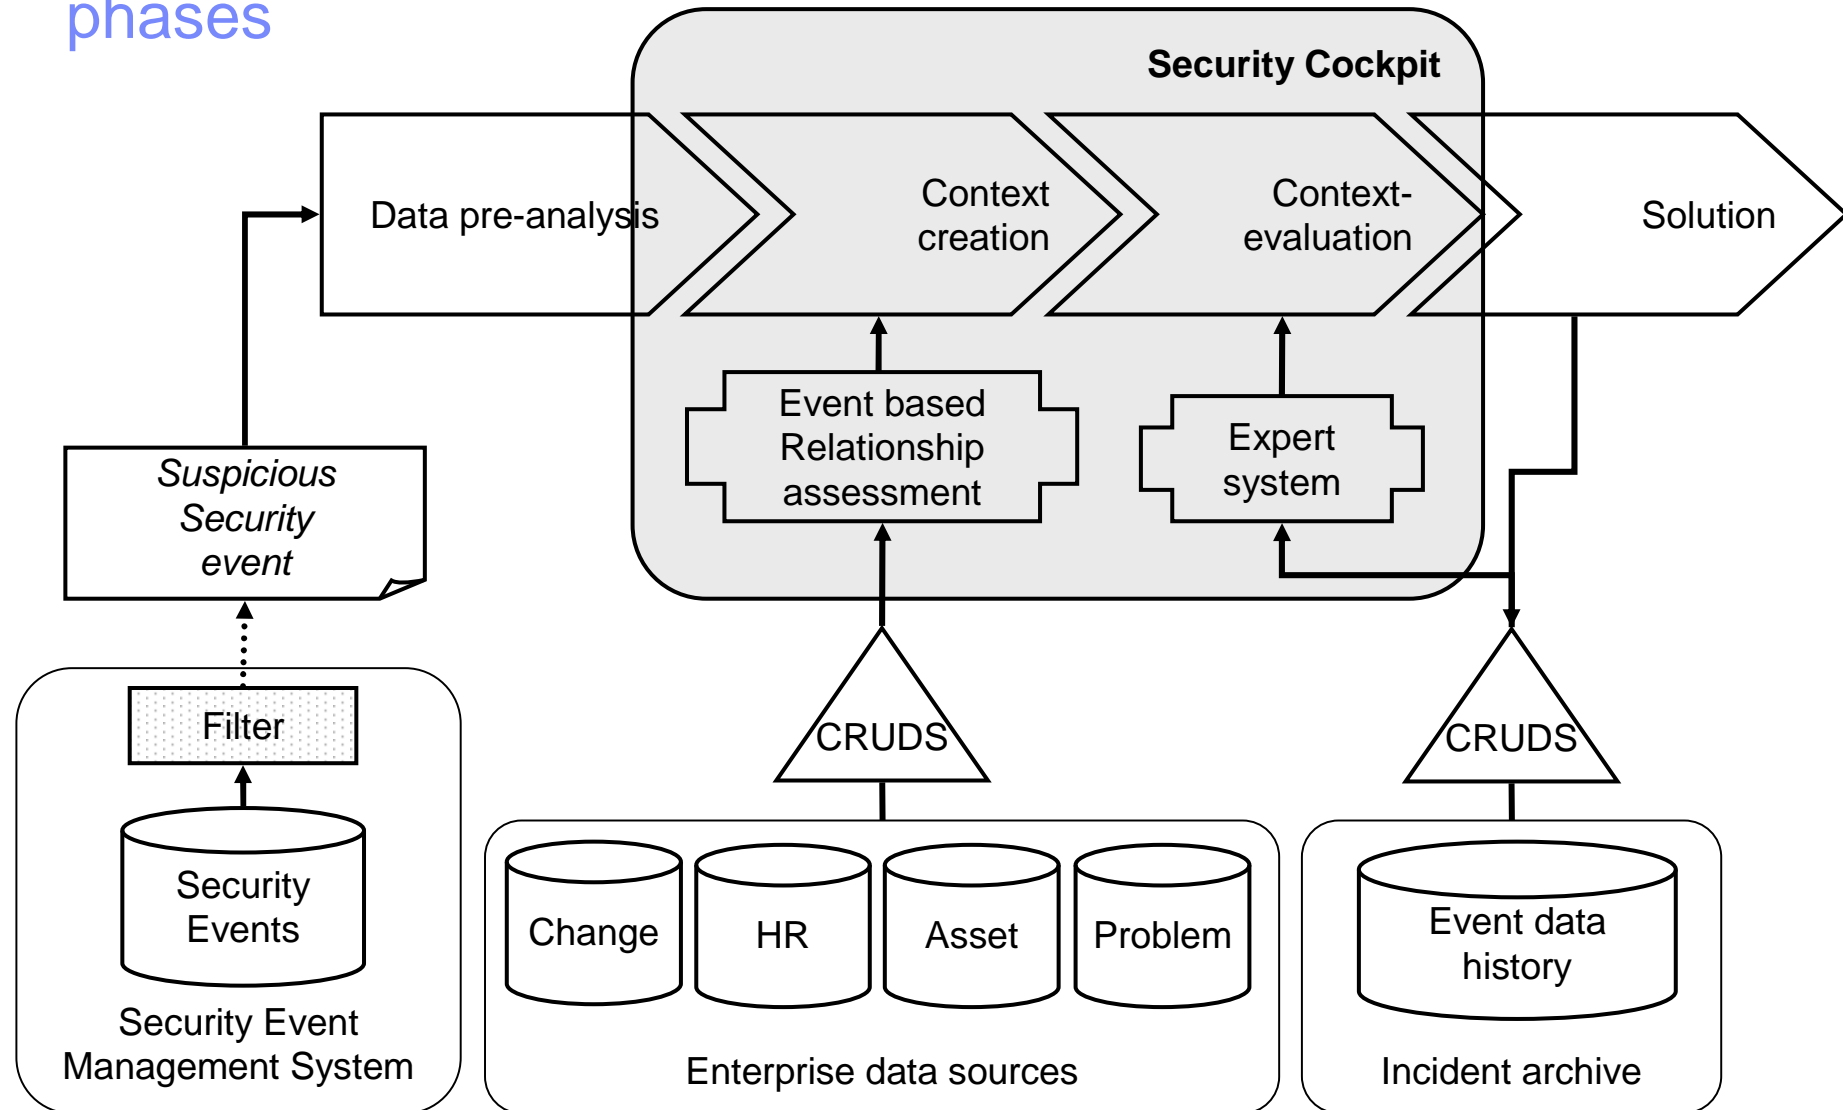 phases
Security Cockpit
Data pre-analysis
Context
creation
Context-
evaluation
Solution
Event based
Relationship
assessment
Expert
system
Suspicious
Security
event
Filter
CRUDS
CRUDS
Security
Events
Change
HR
Asset
Problem
Event data
history
Security Event
Management System
Enterprise data sources
Incident archive